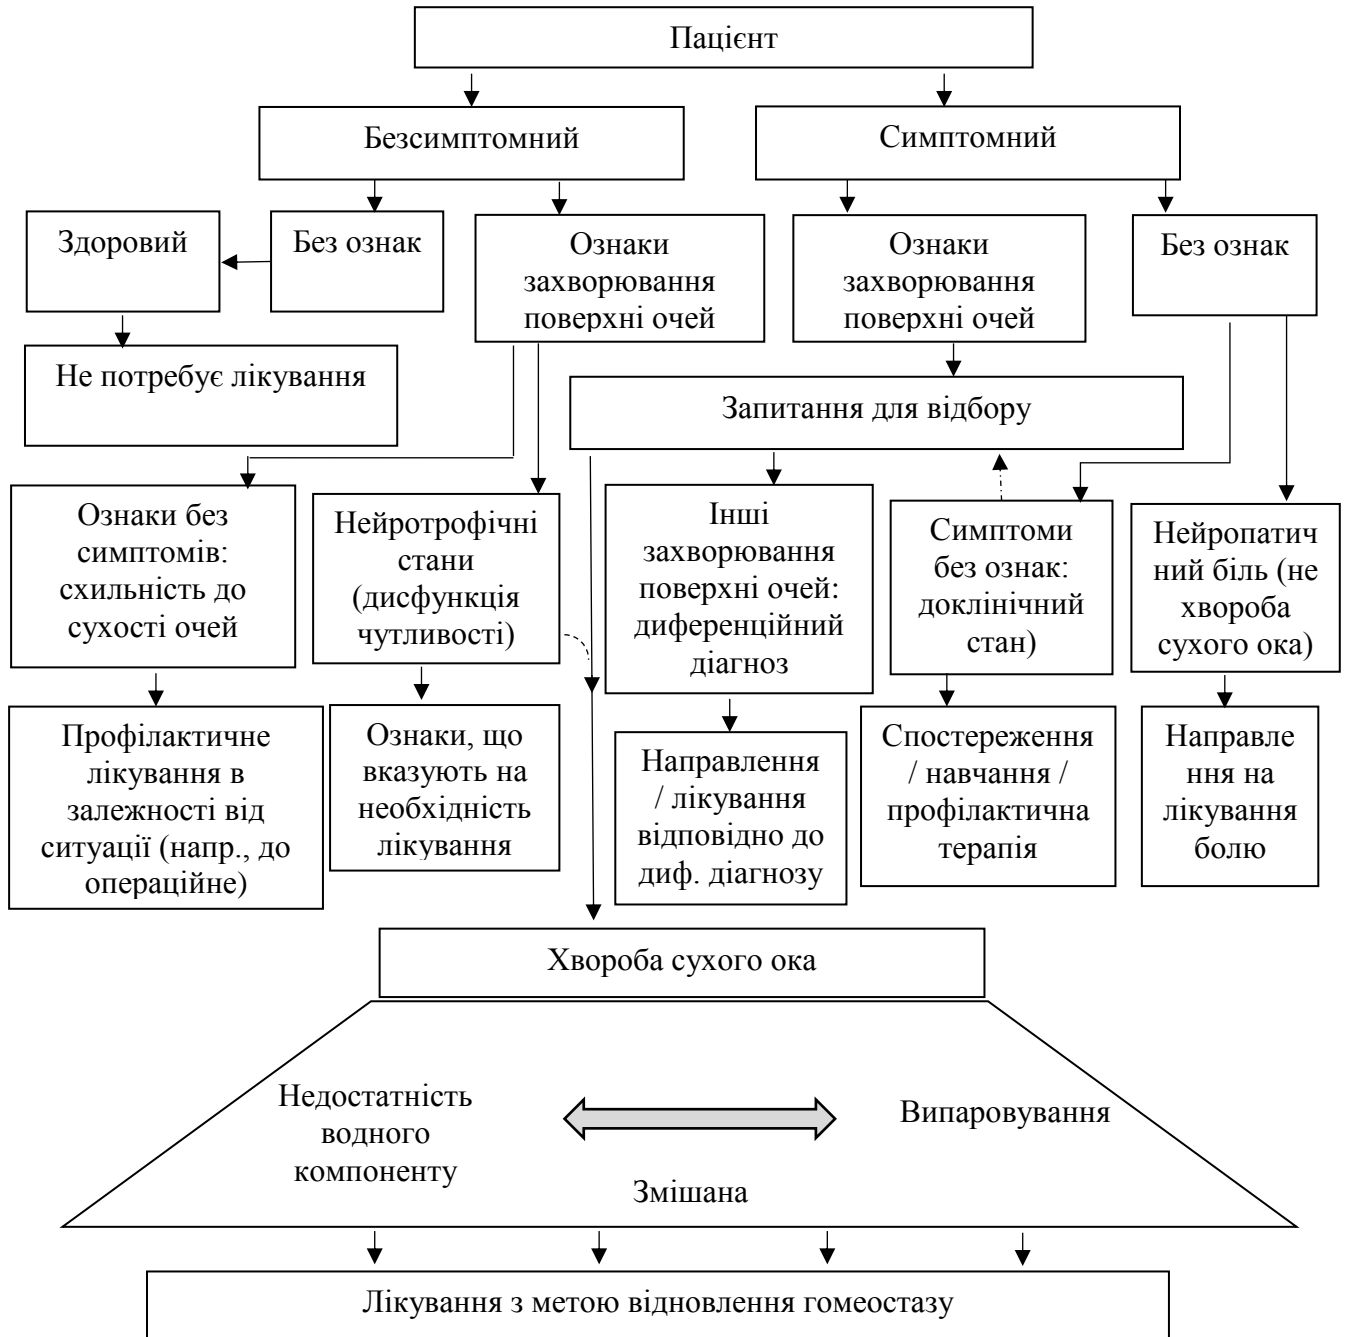 Пацієнт
Безсимптомний
Симптомний
Здоровий
Без ознак
Ознаки
захворювання
поверхні очей
Ознаки
захворювання
поверхні очей
Без ознак
Не потребує лікування
Запитання для відбору
Ознаки без
симптомів:
схильність до
сухості очей
Нейротрофічні
стани
(дисфункція
чутливості)
Інші
захворювання
поверхні очей:
диференційний
діагноз
Симптоми
без ознак:
доклінічний
стан)
Нейропатич
ний біль (не
хвороба
сухого ока)
Профілактичне
лікування в
залежності від
ситуації (напр., до
операційне)
Ознаки, що
вказують на
необхідність
лікування
Направлення
/ лікування
відповідно до
диф. діагнозу
Спостереження
/ навчання /
профілактична
терапія
Направле
ння на
лікування
болю
Хвороба сухого ока
Недостатність
водного
компоненту
Випаровування
Змішана
Лікування з метою відновлення гомеостазу